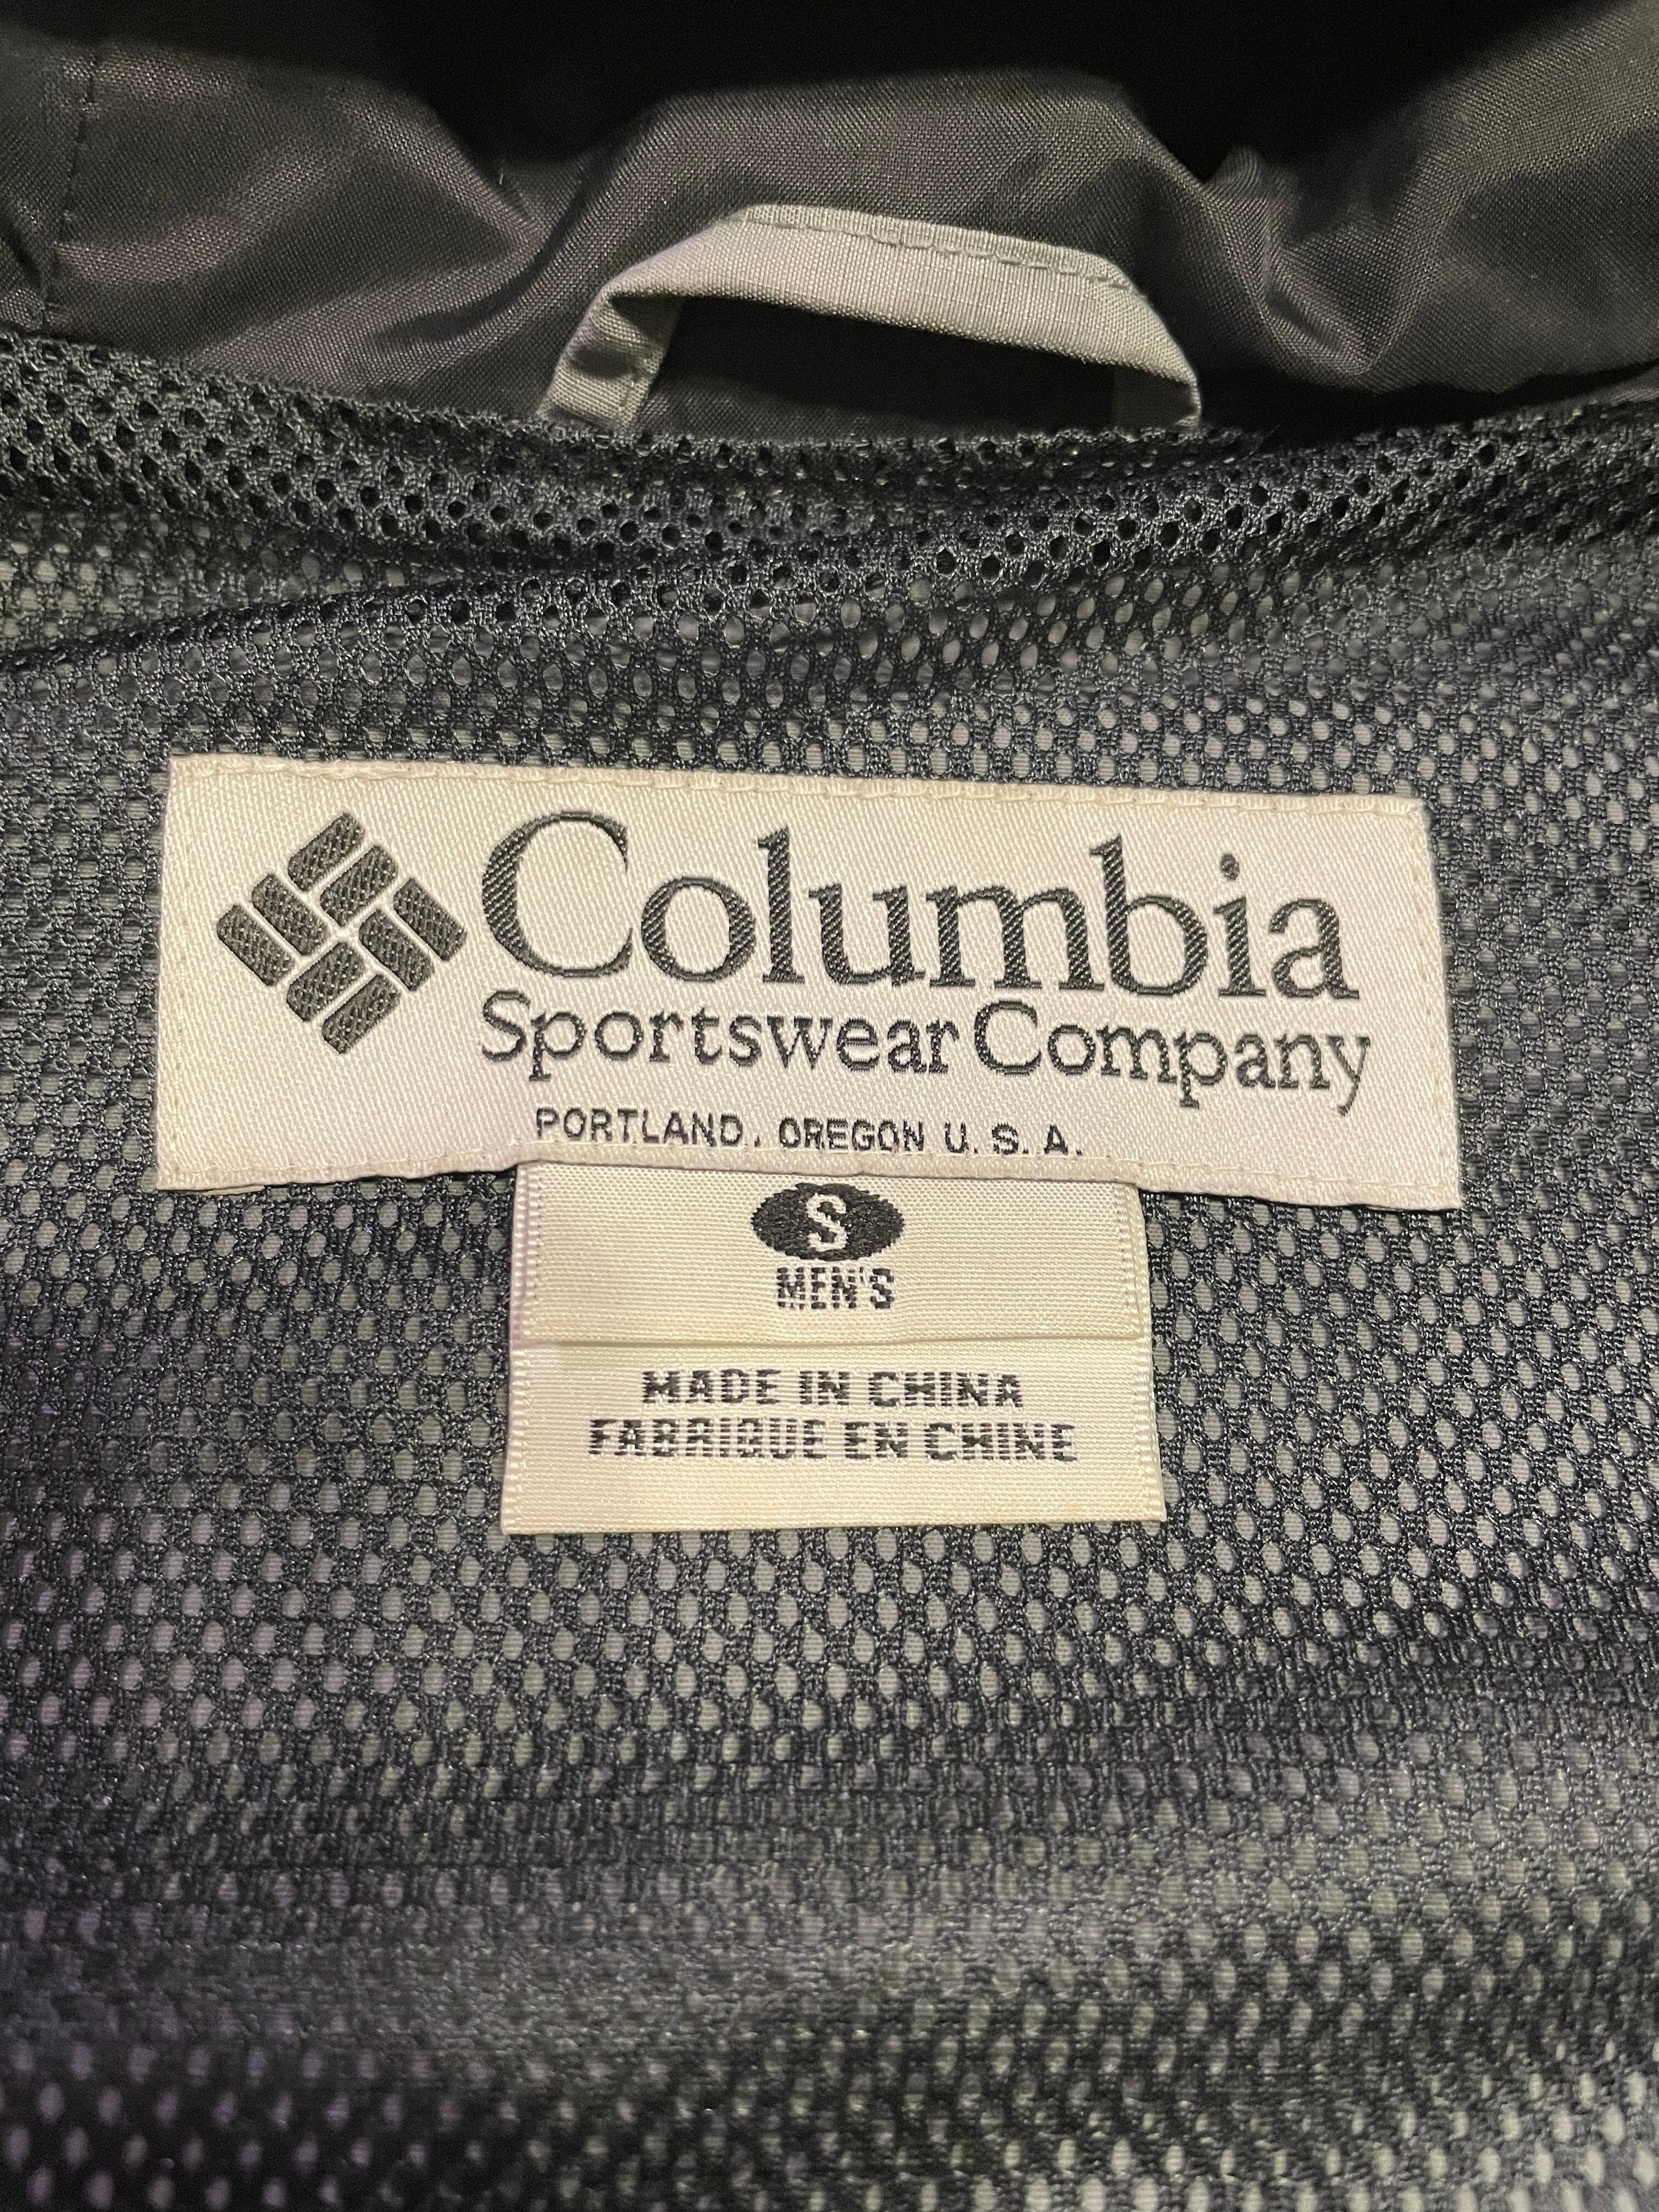 Columbia
Sportswear Company
PORTLAND, OREGON U.S.A.
S
MEN'S
MADE IN CHINA
FABRIQUE EN CHINE